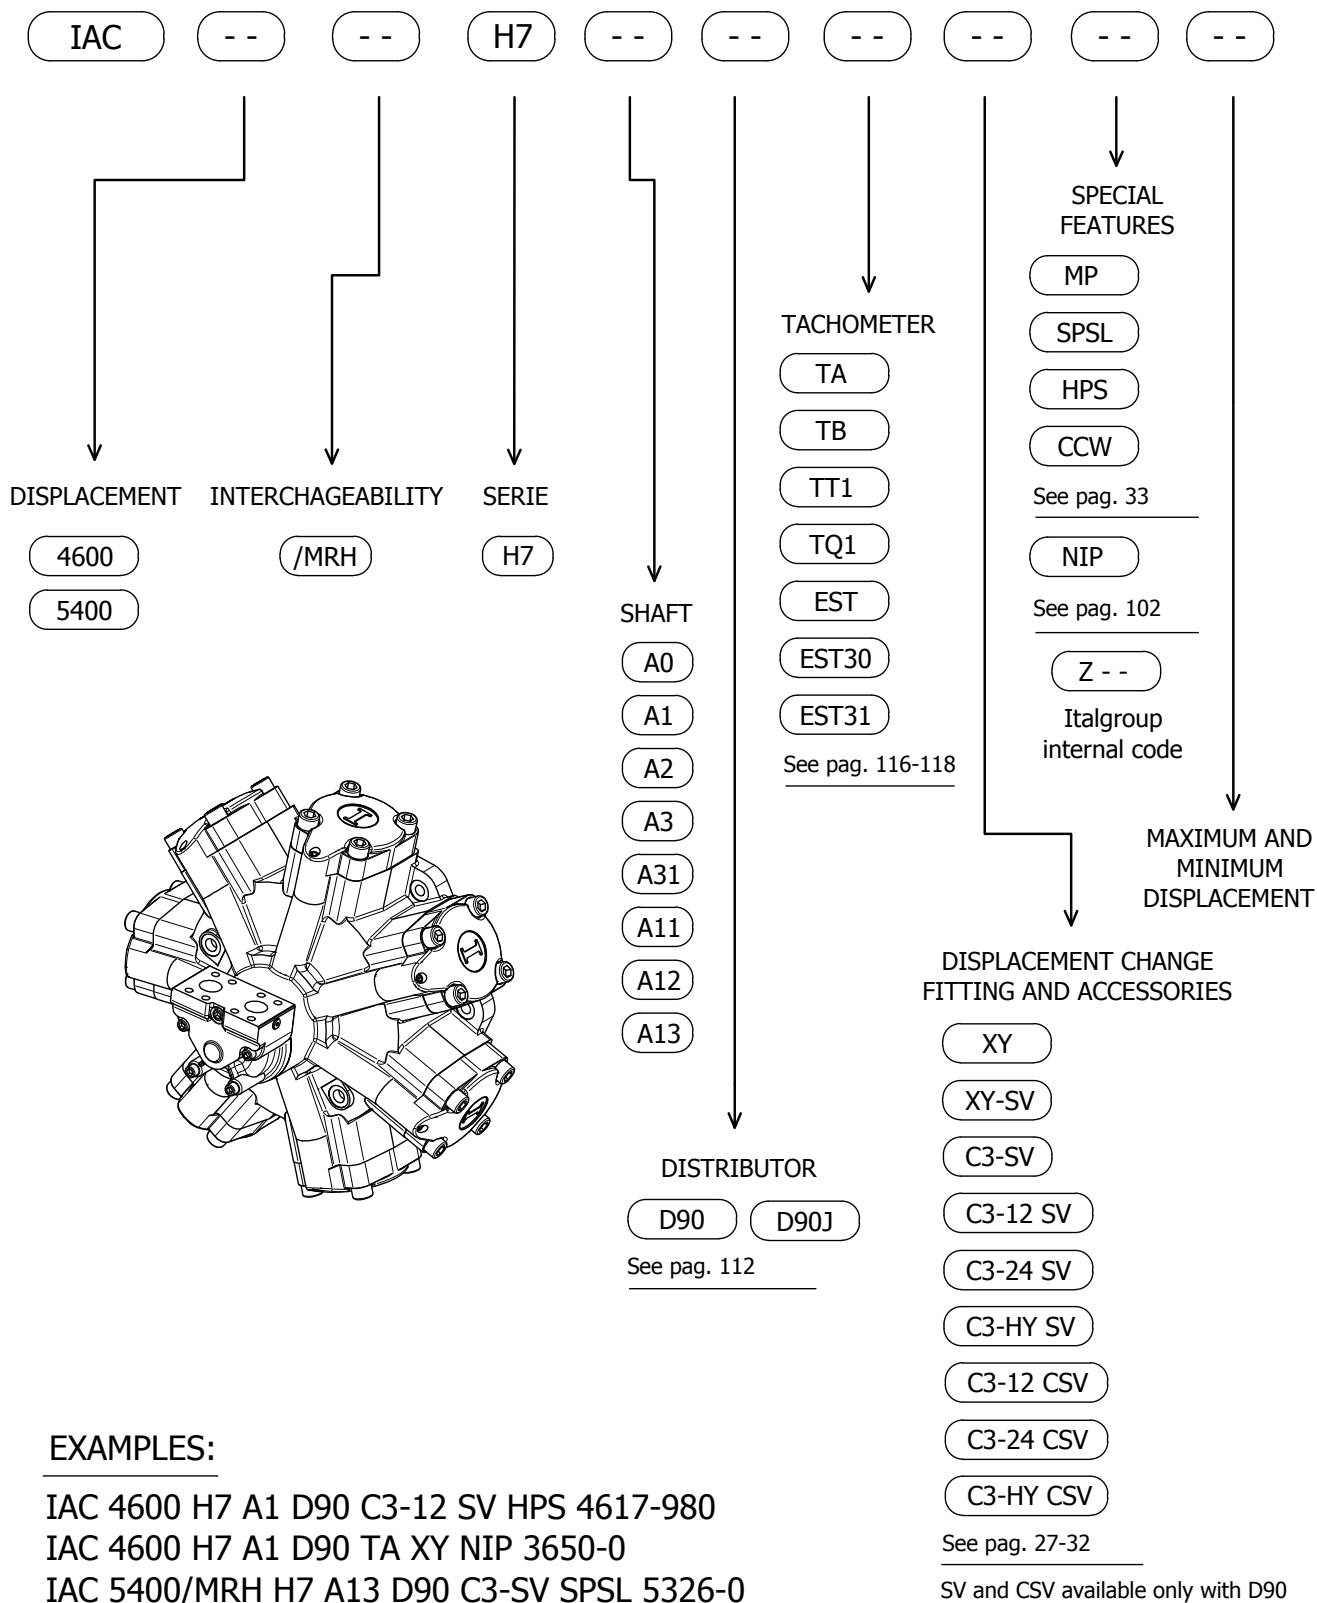 IAC - - - - H7 - - - - - - - - - - - -
DISPLACEMENT
4600
5400
INTERCHAGEABILITY
/MRH
SERIE
H7
SHAFT
A0
A1
A2
A3
A31
A11
A12
A13
DISTRIBUTOR
D90 D90J
See pag. 112
TACHOMETER
TA
TB
TT1
TQ1
EST
EST30
EST31
See pag. 116-118
DISPLACEMENT CHANGE
FITTING AND ACCESSORIES
XY
XY-SV
C3-SV
C3-12 SV
C3-24 SV
C3-HY SV
C3-12 CSV
C3-24 CSV
C3-HY CSV
See pag. 27-32
SV and CSV available only with D90
SPECIAL
FEATURES
MP
SPSL
HPS
CCW
See pag. 33
NIP
See pag. 102
Z - -
Italgroup
internal code
MAXIMUM AND
MINIMUM
DISPLACEMENT
EXAMPLES:
IAC 4600 H7 A1 D90 C3-12 SV HPS 4617-980
IAC 4600 H7 A1 D90 TA XY NIP 3650-0
IAC 5400/MRH H7 A13 D90 C3-SV SPSL 5326-0